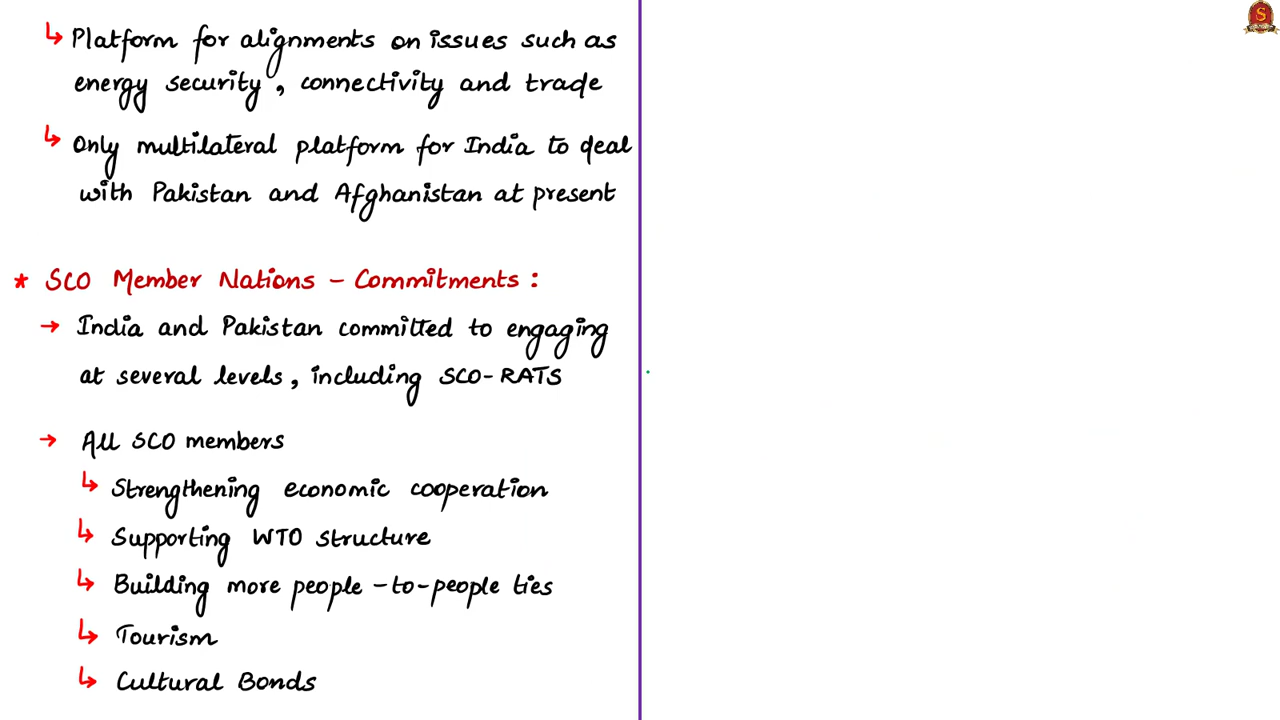 ↳ Platform for alignments on issues such as
energy security, connectivity and trade
↳ Only multilateral platform for India to deal
with Pakistan and Afghanistan at present
* SCO Member Nations - Commitments :
→ India and Pakistan committed to engaging
at several levels, including SCO-RATS
→ All SCO members
↳ Strengthening economic cooperation
↳ Supporting WTO structure
↳ Building more people-to-people ties
↳ Tourism
↳ Cultural Bonds
S